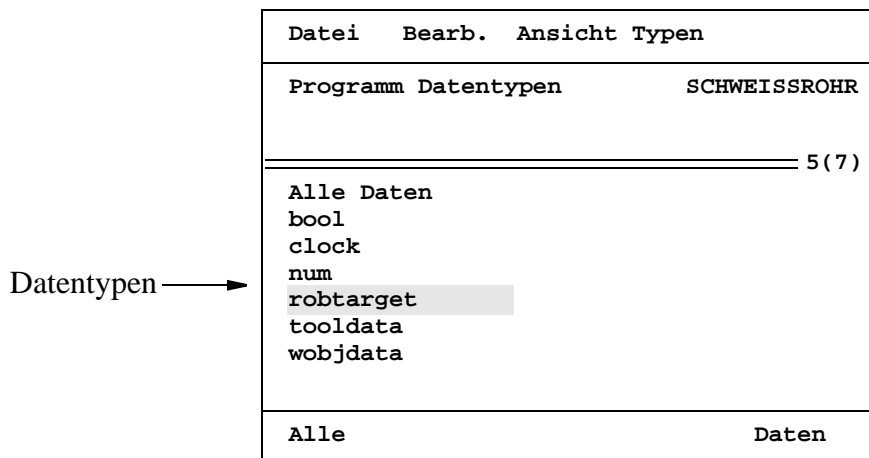 Datei Bearb. Ansicht Typen
Programm Datentypen SCHWEISSROHR
5(7)
Alle Daten
bool
clock
num
Datentypen
robtarget
tooldata
wobjdata
Alle Daten